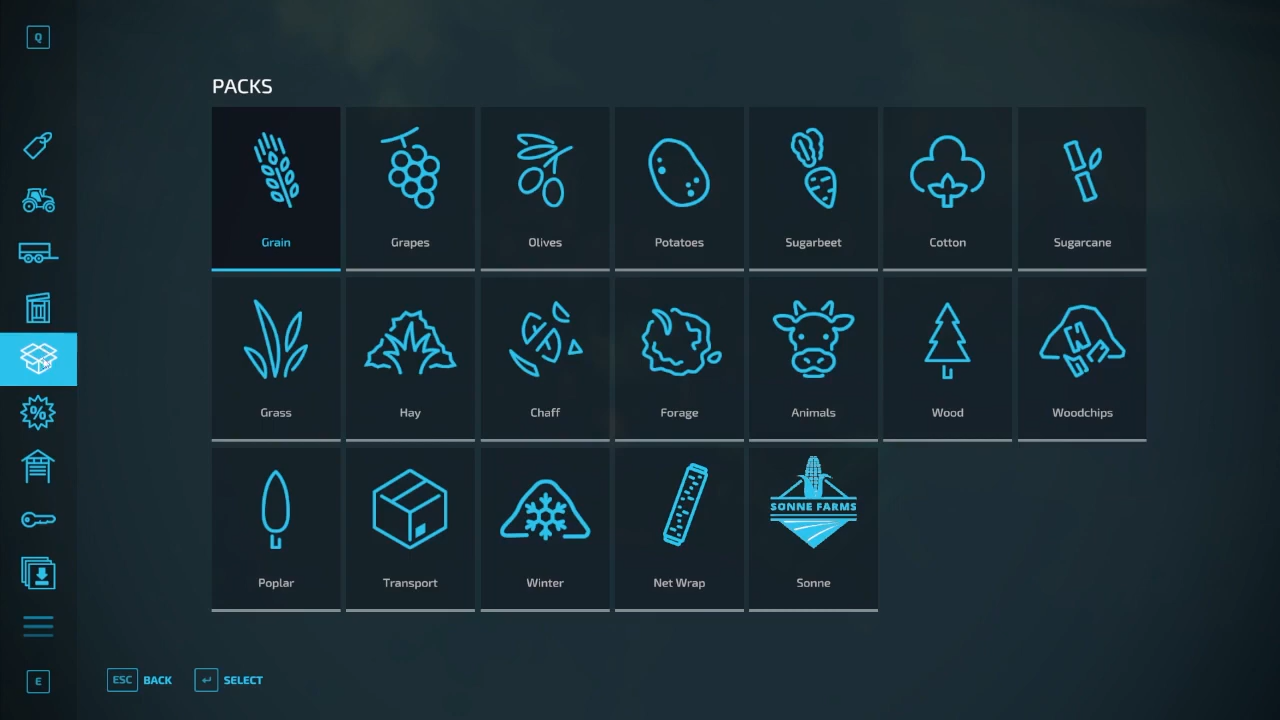 Q
PACKS
Grain Grapes Olives Potatoes Sugarbeet Cotton Sugarcane
Grass Hay Chaff Forage Animals Wood Woodchips
SONNE FARMS
Poplar Transport Winter Net Wrap Sonne
%
E
ESC BACK SELECT